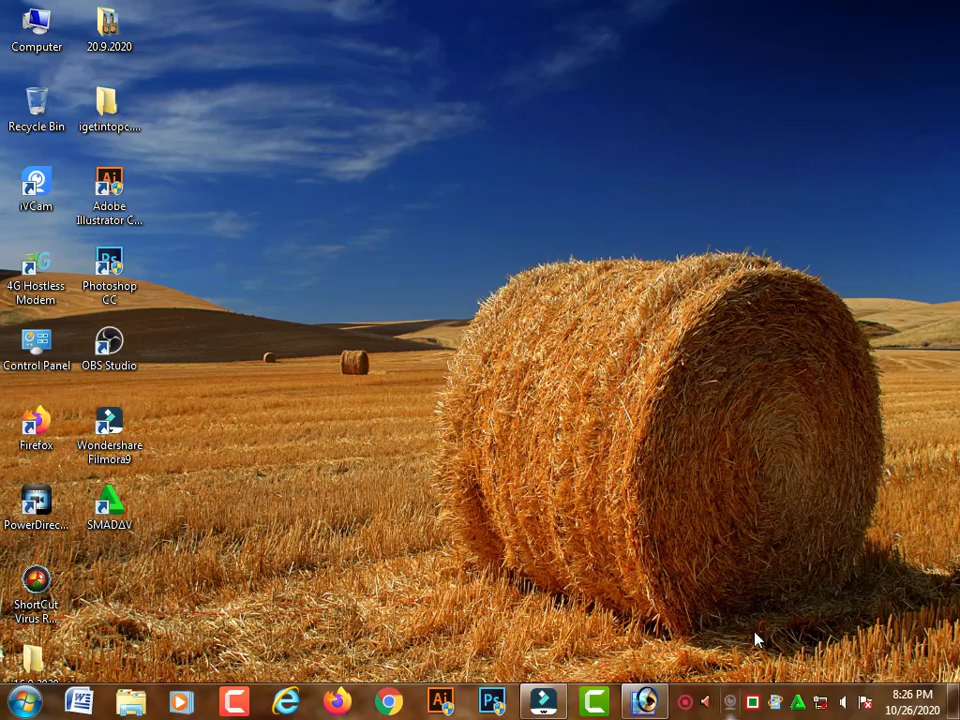 Computer
20.9.2020
Recycle Bin
igetintopc....
iVCam
Adobe
Illustrator C...
4G Hostless
Modem
Photoshop
CC
Control Panel
OBS Studio
Firefox
Wondershare
Filmora9
PowerDirec...
SMADΔV
ShortCut
Virus R...
8:26 PM
10/26/2020